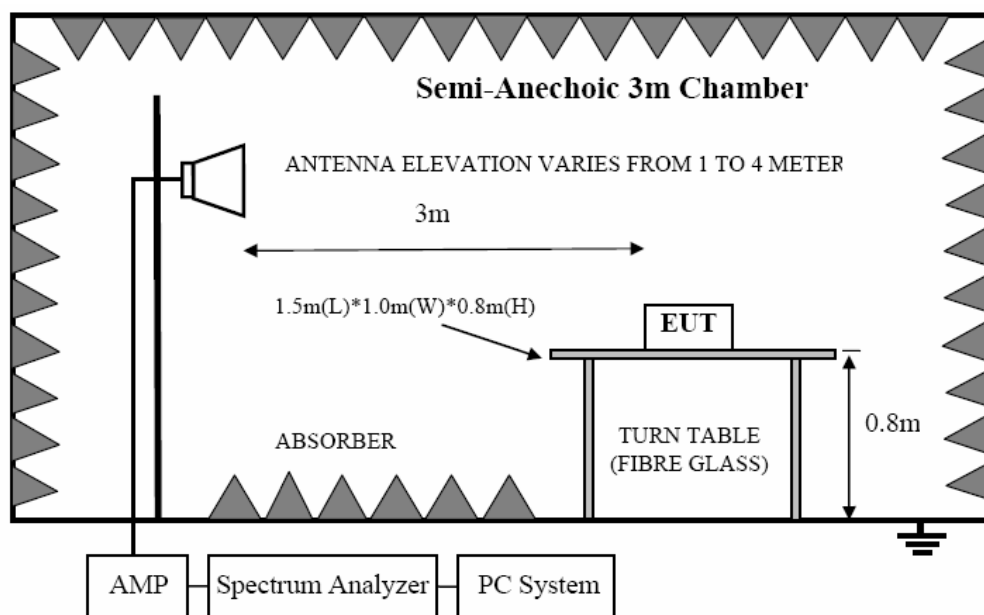 Semi-Anechoic 3m Chamber
ANTENNA ELEVATION VARIES FROM 1 TO 4 METER
3m
1.5m(L)*1.0m(W)*0.8m(H)
EUT
0.8m
ABSORBER
TURN TABLE
(FIBRE GLASS)
AMP
Spectrum Analyzer
PC System